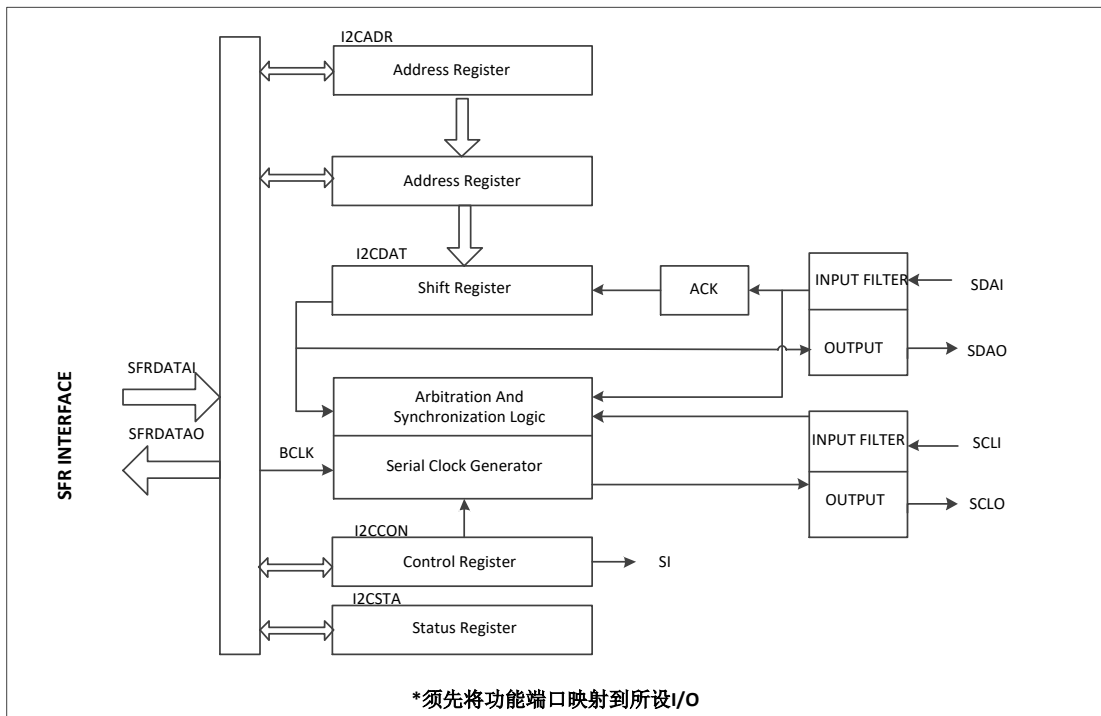 I2CADR
Address Register
Address Register
I2CDAT
Shift Register
ACK
INPUT FILTER
SDAI
OUTPUT
SDAO
SFRDATAI
SFRDATAO
SFR INTERFACE
BCLK
Arbitration And
Synchronization Logic
Serial Clock Generator
INPUT FILTER
SCLI
OUTPUT
SCLO
I2CCON
Control Register
SI
I2CSTA
Status Register
*须先将功能端口映射到所设I/O